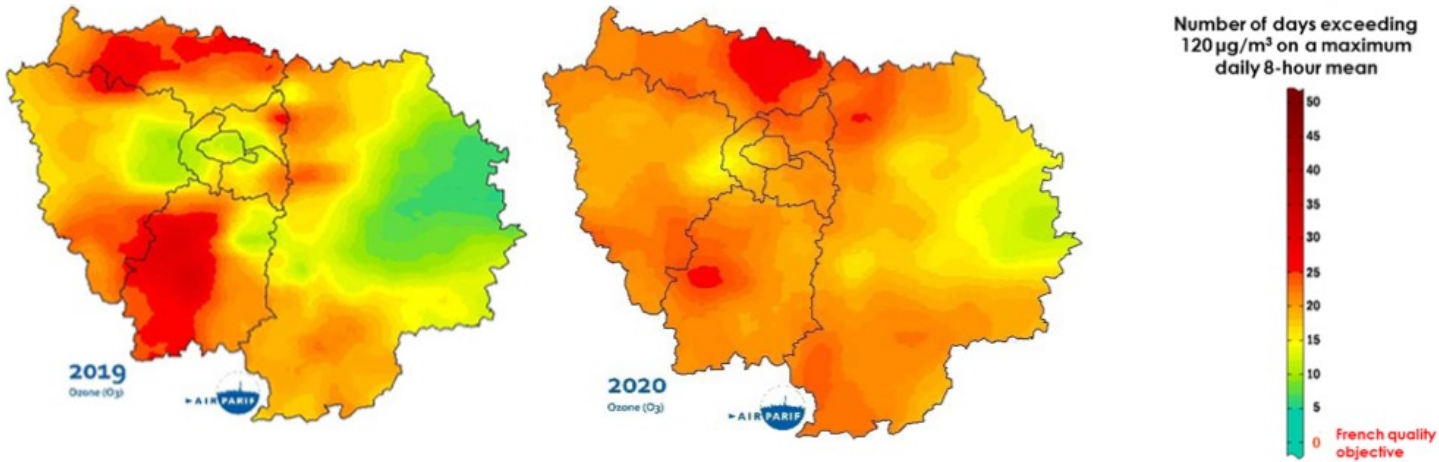 2019
Ozone (O3)
AIRPARIF
2020
Ozone (O3)
AIRPARIF
Number of days exceeding
120 µg/m³ on a maximum
daily 8-hour mean
50
45
40
35
30
25
20
15
10
5
0
French quality
objective